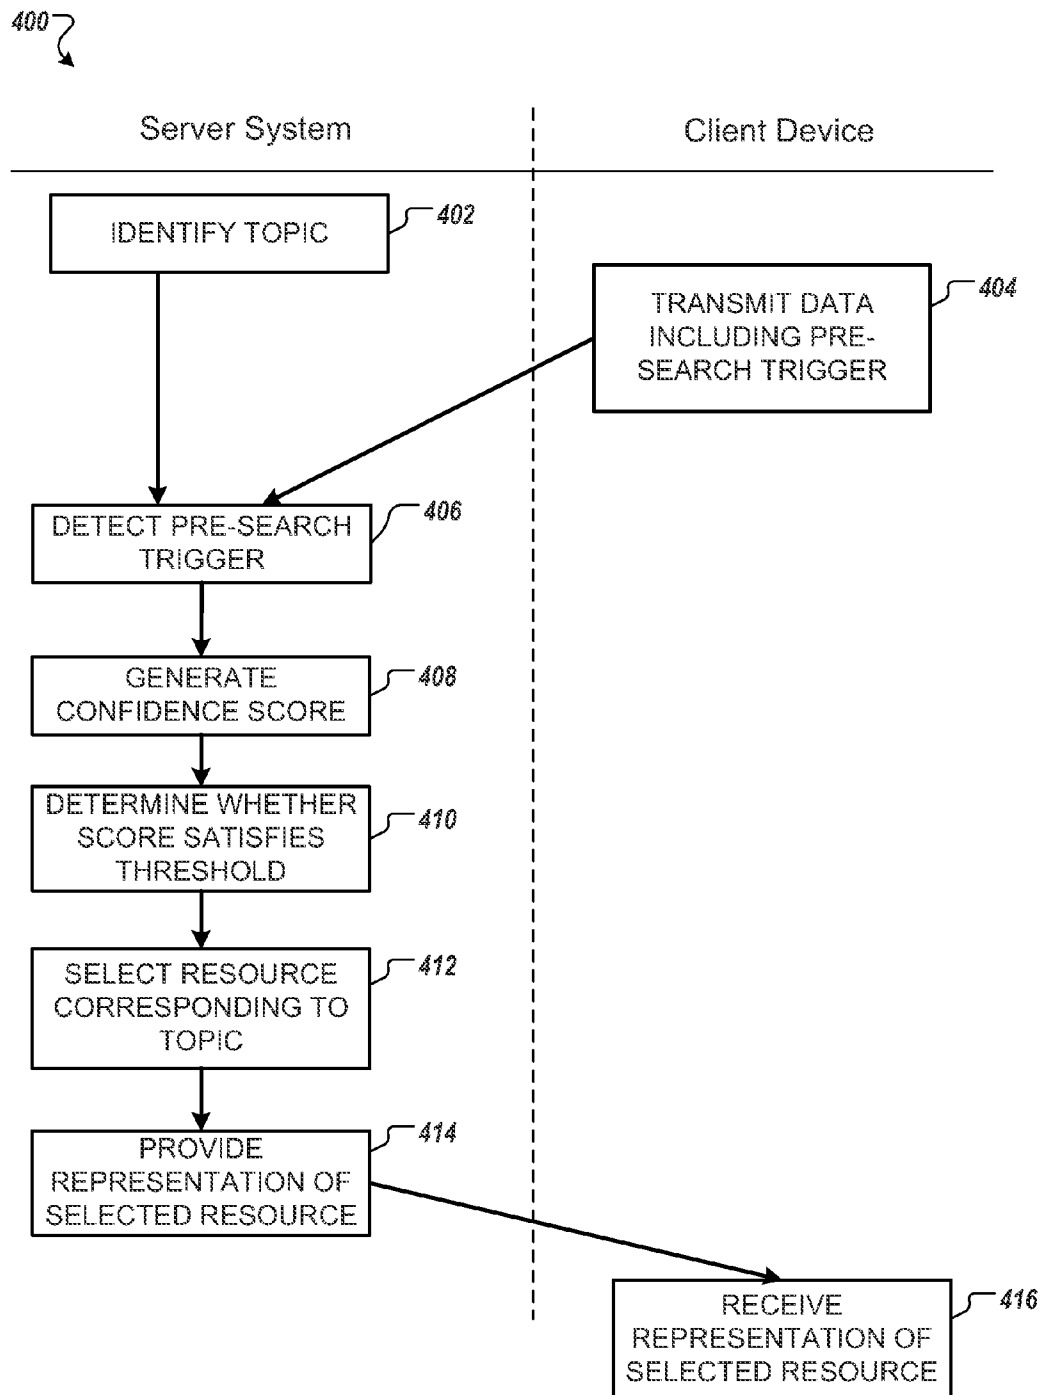 400
Server System
Client Device
IDENTIFY TOPIC
402
TRANSMIT DATA
INCLUDING PRE-
SEARCH TRIGGER
404
DETECT PRE-SEARCH
TRIGGER
406
GENERATE
CONFIDENCE SCORE
408
DETERMINE WHETHER
SCORE SATISFIES
THRESHOLD
410
SELECT RESOURCE
CORRESPONDING TO
TOPIC
412
PROVIDE
REPRESENTATION OF
SELECTED RESOURCE
414
RECEIVE
REPRESENTATION OF
SELECTED RESOURCE
416